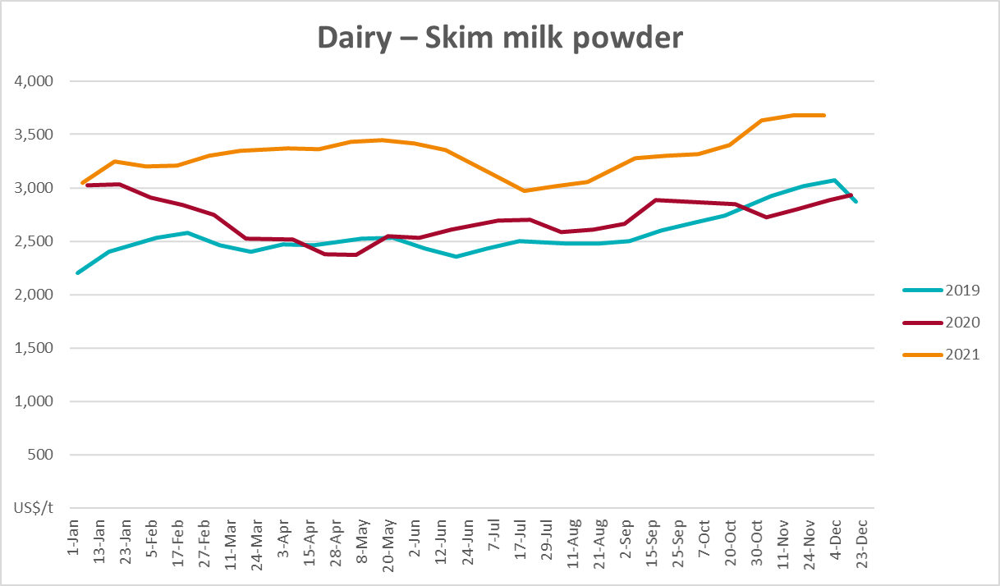 Dairy – Skim milk powder
4,000
3,500
3,000
2,500
2,000
1,500
1,000
500
US$/t
1-Jan
13-Jan
23-Jan
5-Feb
17-Feb
27-Feb
11-Mar
24-Mar
3-Apr
15-Apr
28-Apr
8-May
20-May
2-Jun
12-Jun
24-Jun
7-Jul
17-Jul
29-Jul
11-Aug
21-Aug
2-Sep
15-Sep
25-Sep
7-Oct
20-Oct
30-Oct
11-Nov
24-Nov
4-Dec
23-Dec
2019
2020
2021